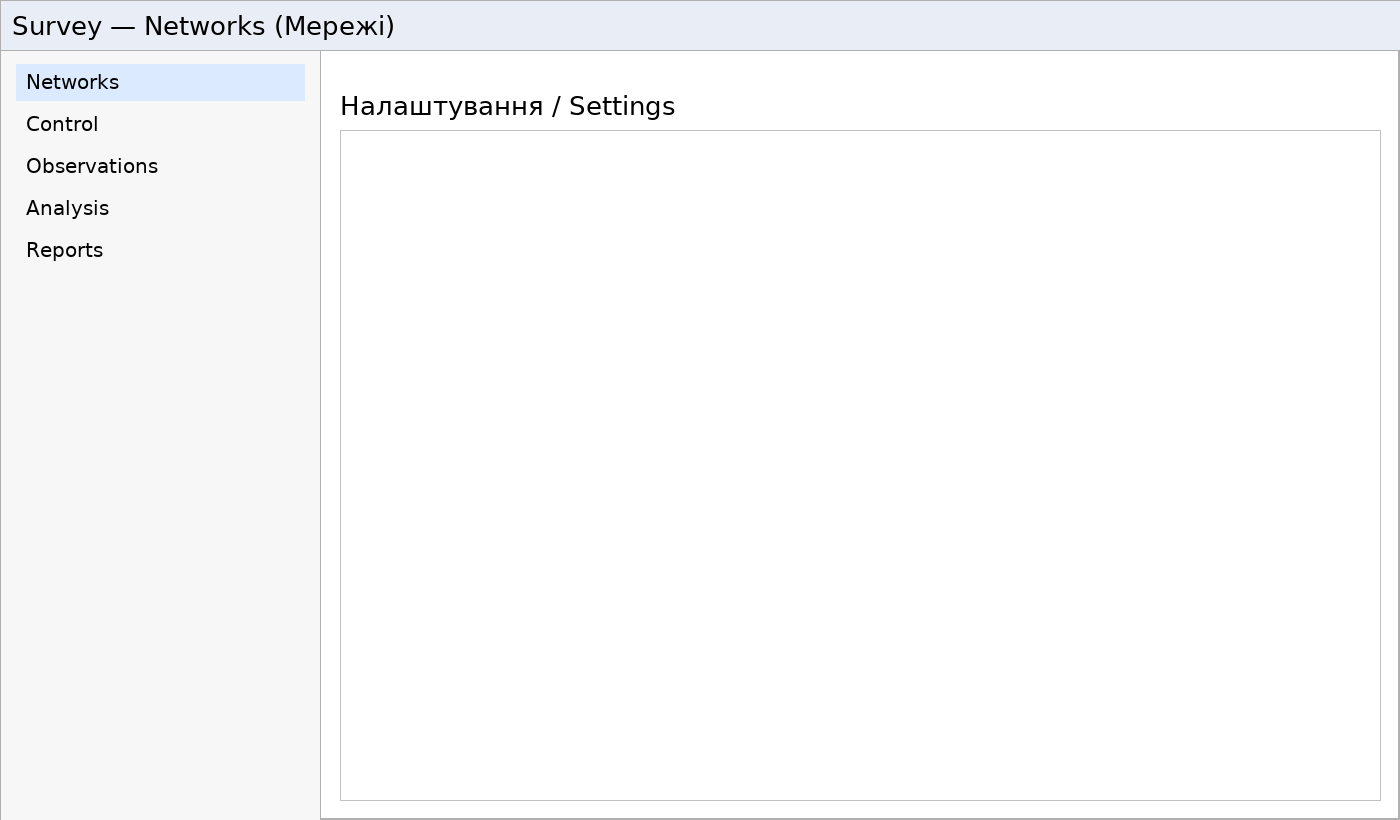 Survey — Networks (Мережі)
Networks
Control
Observations
Analysis
Reports
Налаштування / Settings